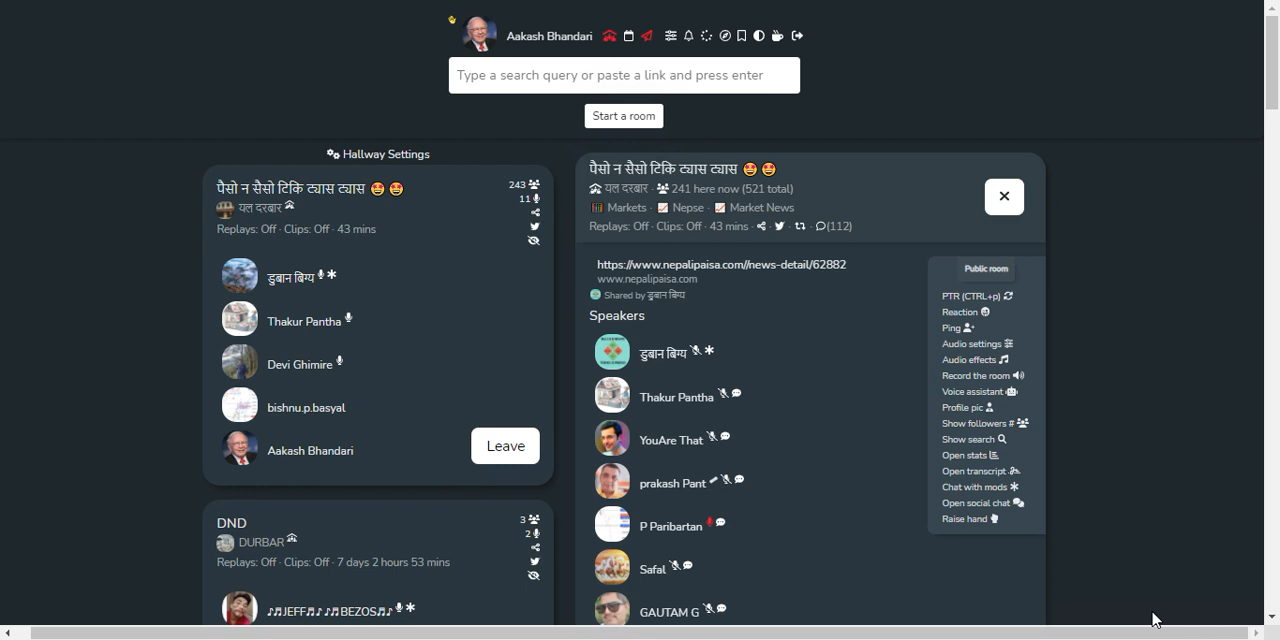 Aakash Bhandari
Type a search query or paste a link and press enter
Start a room
Hallway Settings
पैसो न सैसो टिकि ट्यास ट्यास 🤩 🤩
243
यल दरबार
11
Replays: Off · Clips: Off · 43 mins
डुबान बिग्य
Thakur Pantha
Devi Ghimire
bishnu.p.basyal
Aakash Bhandari
Leave
DND
3
DURBAR
2
Replays: Off · Clips: Off · 7 days 2 hours 53 mins
♪♬JEFF♬♪ ♪♬BEZOS♬♪
पैसो न सैसो टिकि ट्यास ट्यास 🤩 🤩
यल दरबार · 241 here now (521 total)
Markets · Nepse · Market News
Replays: Off · Clips: Off · 43 mins · (112)
https://www.nepalipaisa.com//news-detail/62882
www.nepalipaisa.com
Shared by डुबान बिग्य
Speakers
डुबान बिग्य
Thakur Pantha
YouAre That
prakash Pant
P Paribartan
Safal
GAUTAM G
Public room
PTR (CTRL+p)
Reaction
Ping
Audio settings
Audio effects
Record the room
Voice assistant
Profile pic
Show followers #
Show search
Open stats
Open transcript
Chat with mods
Open social chat
Raise hand